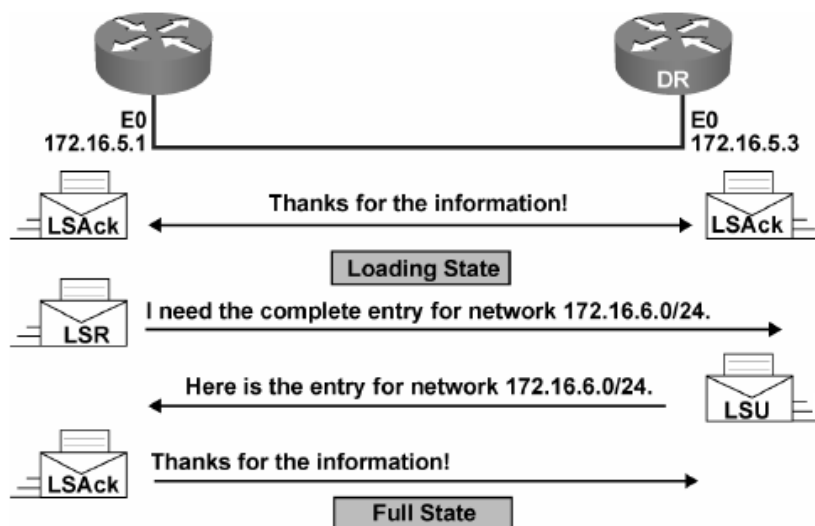 DR
E0
172.16.5.1
E0
172.16.5.3
LSAck
Thanks for the information!
LSAck
Loading State
LSR
I need the complete entry for network 172.16.6.0/24.
Here is the entry for network 172.16.6.0/24.
LSU
LSAck
Thanks for the information!
Full State